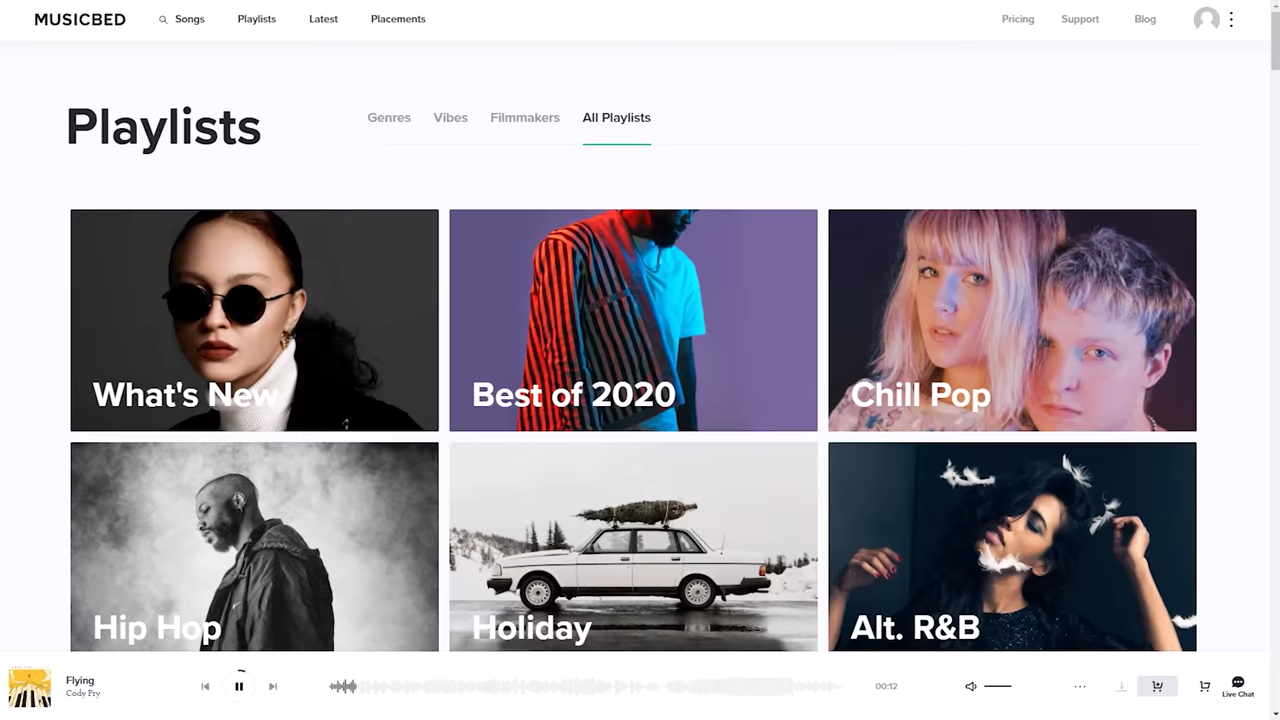 MUSICBED
Songs
Playlists
Latest
Placements
Pricing
Support
Blog
Playlists
Genres
Vibes
Filmmakers
All Playlists
What's New
Best of 2020
Chill Pop
Hip Hop
Holiday
Alt. R&B
Flying
Cody Fry
00:12
Live Chat